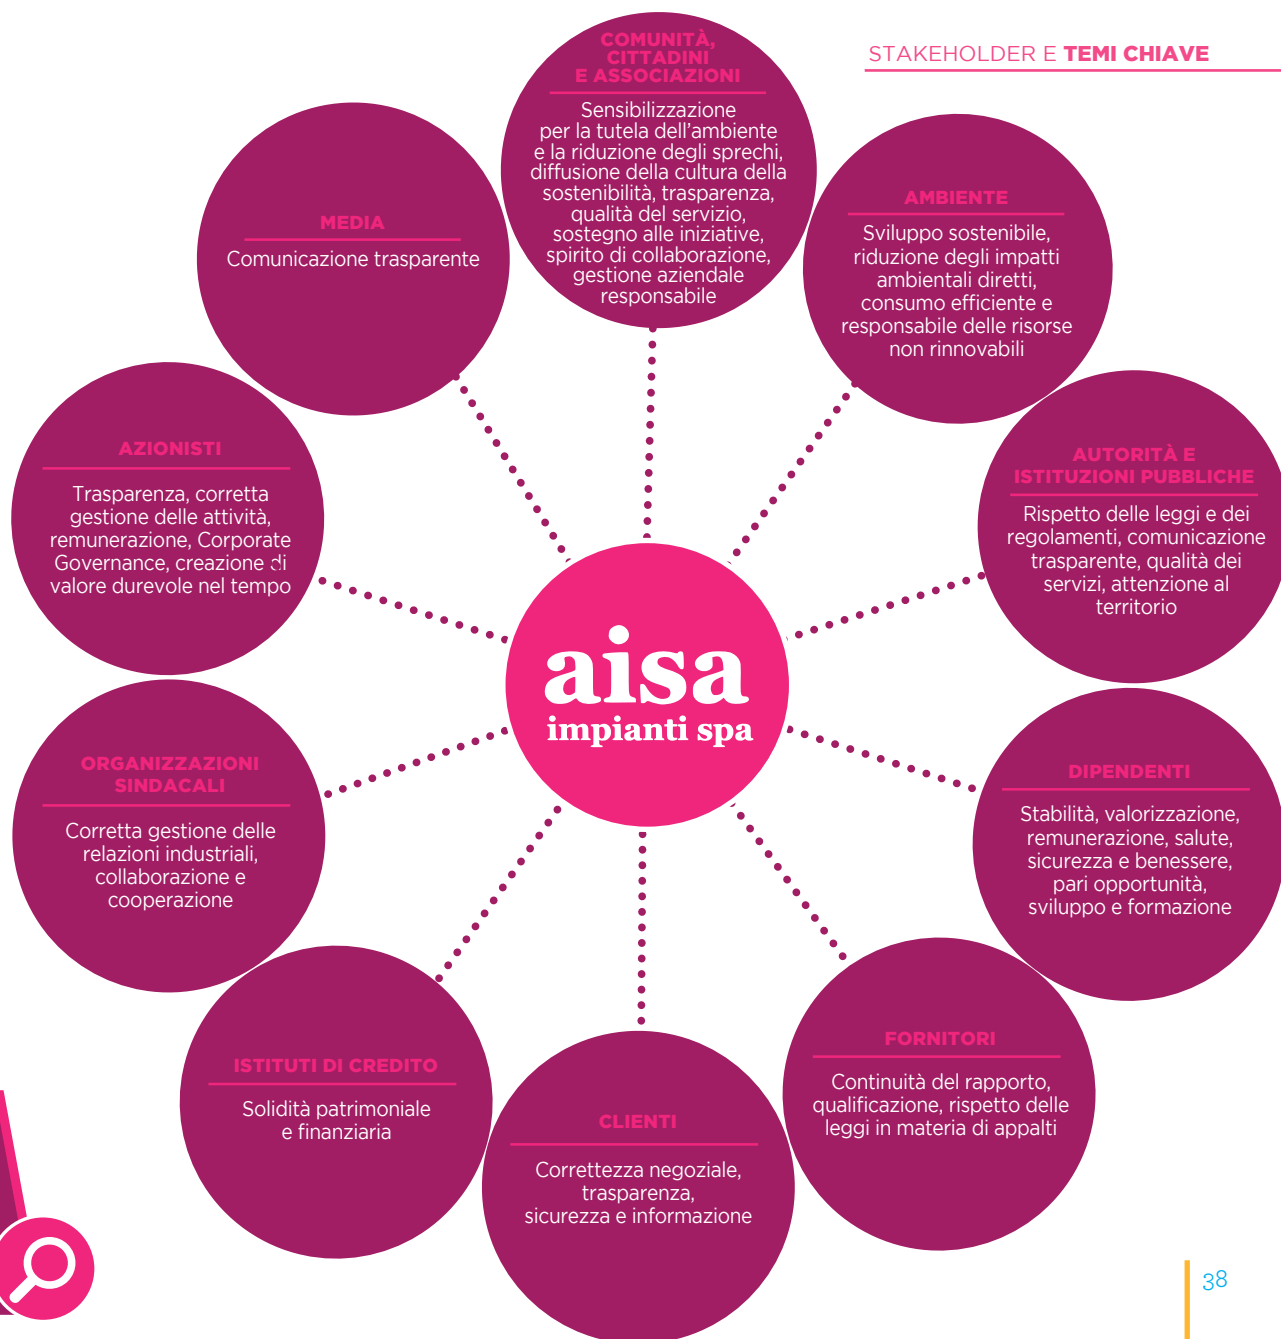 STAKEHOLDER E TEMI CHIAVE
COMUNITÀ,
CITTADINI
E ASSOCIAZIONI
Sensibilizzazione
per la tutela dell'ambiente
e la riduzione degli sprechi,
diffusione della cultura della
sostenibilità, trasparenza,
qualità del servizio,
sostegno alle iniziative,
spirito di collaborazione,
gestione aziendale
responsabile
AMBIENTE
Sviluppo sostenibile,
riduzione degli impatti
ambientali diretti,
consumo efficiente e
responsabile delle risorse
non rinnovabili
AUTORITÀ E
ISTITUZIONI PUBBLICHE
Rispetto delle leggi e dei
regolamenti, comunicazione
trasparente, qualità dei
servizi, attenzione al
territorio
DIPENDENTI
Stabilità, valorizzazione,
remunerazione, salute,
sicurezza e benessere,
pari opportunità,
sviluppo e formazione
FORNITORI
Continuità del rapporto,
qualificazione, rispetto delle
leggi in materia di appalti
CLIENTI
Correttezza negoziale,
trasparenza,
sicurezza e informazione
ISTITUTI DI CREDITO
Solidità patrimoniale
e finanziaria
ORGANIZZAZIONI
SINDACALI
Corretta gestione delle
relazioni industriali,
collaborazione e
cooperazione
AZIONISTI
Trasparenza, corretta
gestione delle attività,
remunerazione, Corporate
Governance, creazione di
valore durevole nel tempo
MEDIA
Comunicazione trasparente
aisa
impianti spa
38